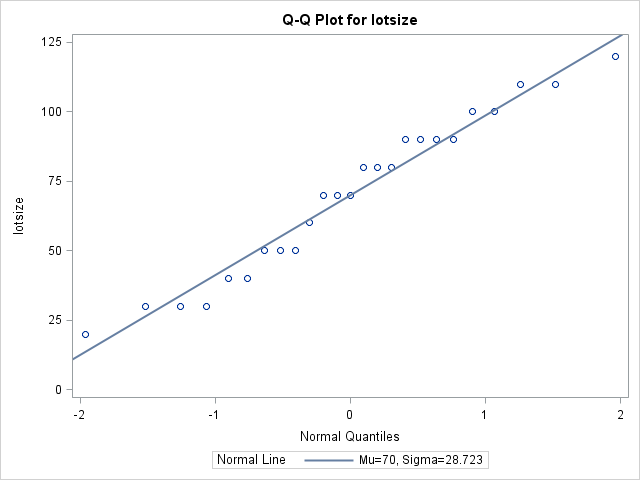 Q-Q Plot for lotsize
125
100
75
50
25
0
lotsize
-2
-1
0
1
2
Normal Quantiles
Normal Line
Mu=70, Sigma=28.723